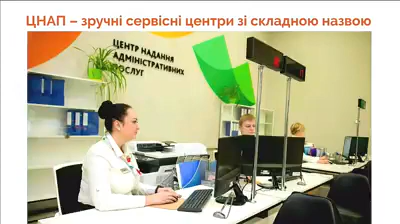 ЦНАП – зручні сервісні центри зі складною назвою
ЦЕНТР НАДАННЯ
АДМІНІСТРАТИВНИХ
ПОСЛУГ